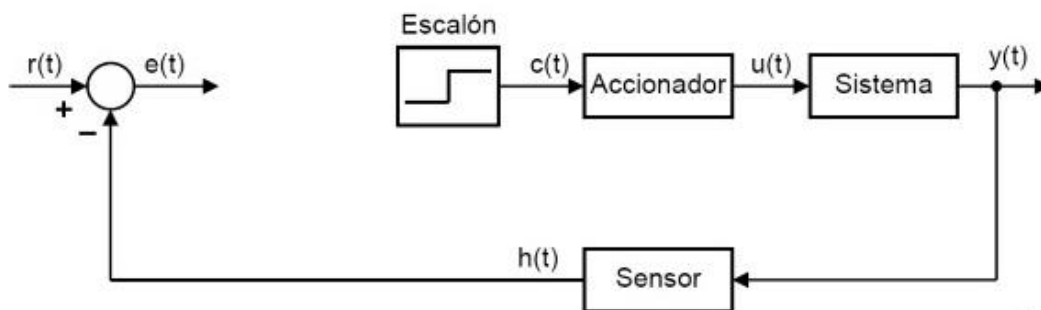 Escalón
r(t) e(t) c(t) Accionador u(t) Sistema y(t)
+
−
h(t) Sensor